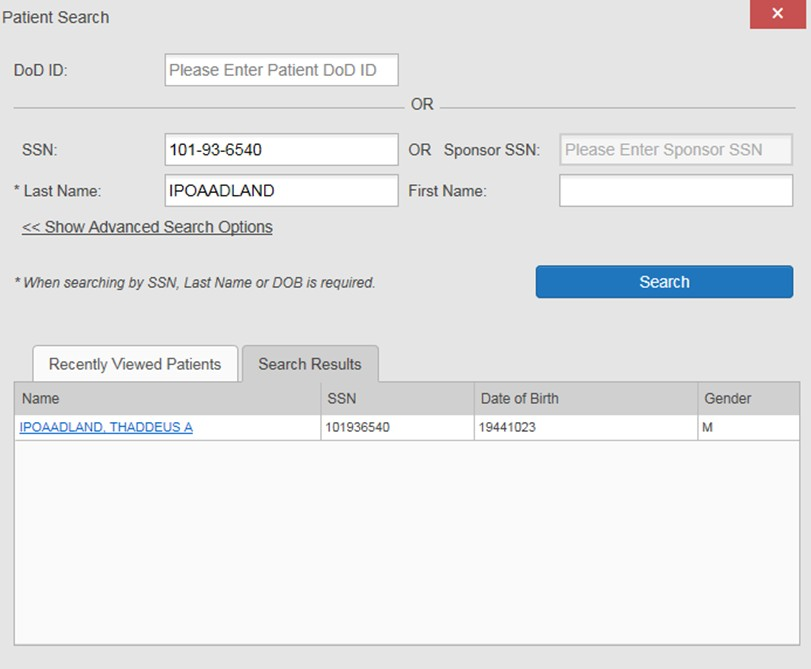 Patient Search
×
DoD ID: Please Enter Patient DoD ID
OR
SSN: 101-93-6540 OR Sponsor SSN: Please Enter Sponsor SSN
* Last Name: IPOAADLAND First Name:
<< Show Advanced Search Options
* When searching by SSN, Last Name or DOB is required. Search
Recently Viewed Patients Search Results
Name SSN Date of Birth Gender
IPOAADLAND, THADDEUS A 101936540 19441023 M